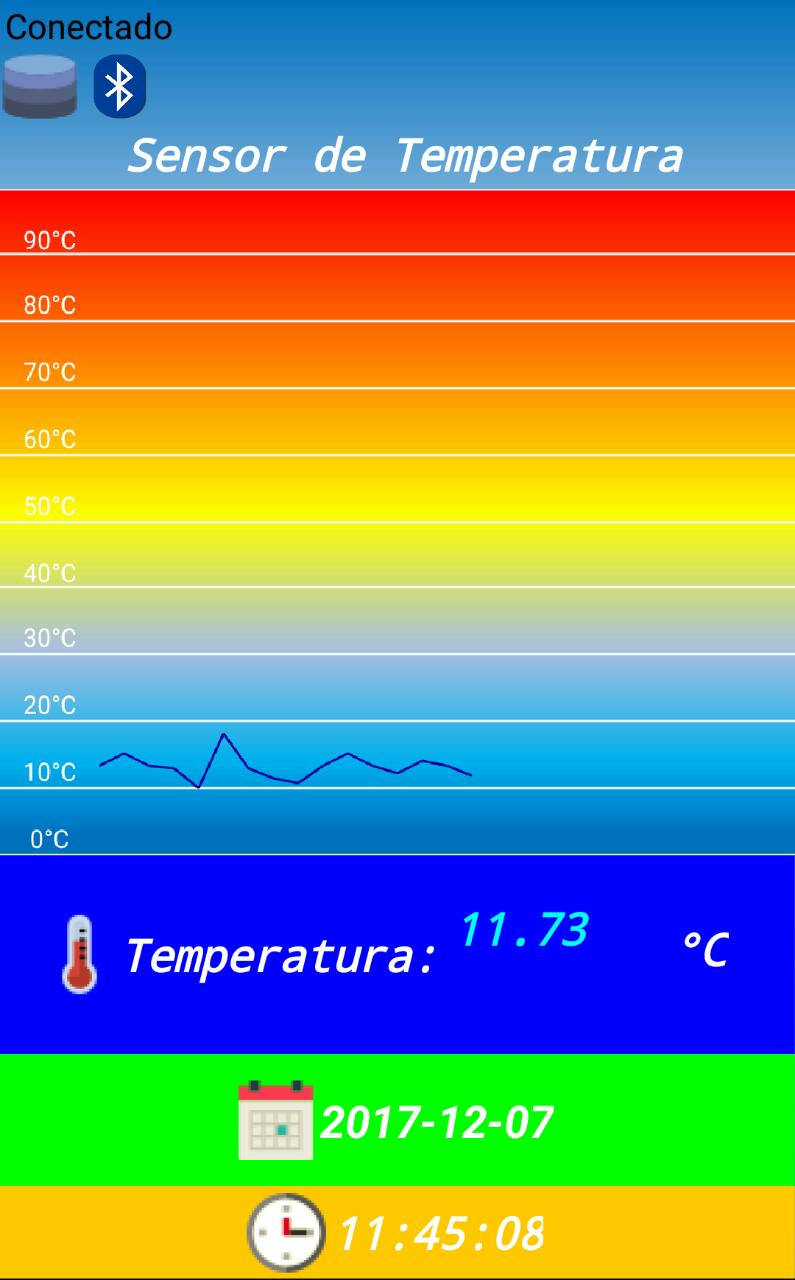 Conectado
Sensor de Temperatura
90°C
80°C
70°C
60°C
50°C
40°C
30°C
20°C
10°C
0°C
Temperatura: 11.73 °C
2017-12-07
11:45:08